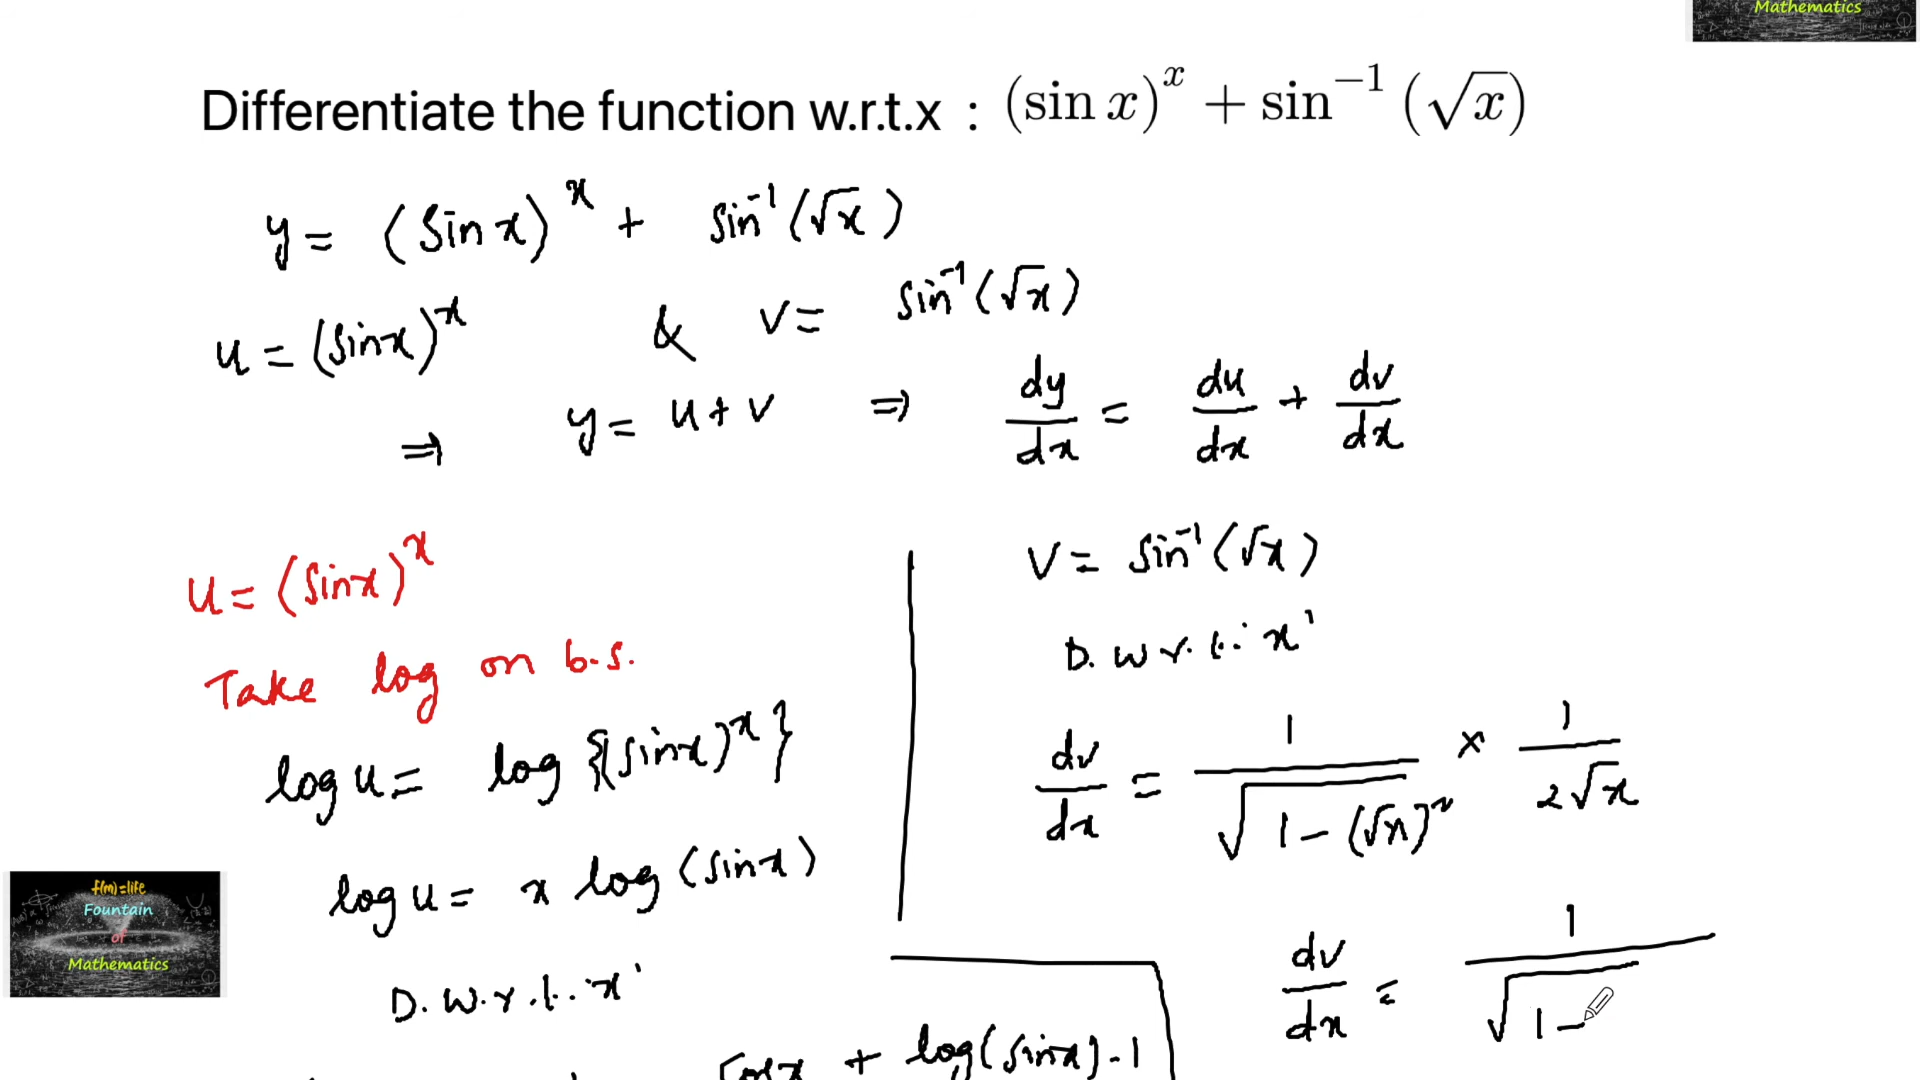 Mathematics
Differentiate the function w.r.t.x : (sin x)^x + sin^−1 (√x)
y = (sinx)^x + sin^-1(√x)
u = (sinx)^x & v = sin^-1(√x)
⇒ y = u + v ⇒ dy/dx = du/dx + dv/dx
u = (sinx)^x
Take log on b.s.
log u = log {(sinx)^x}
log u = x log (sinx)
D. w.r.t. 'x'
+ log(sinx).1
v = sin^-1(√x)
D. w.r.t. 'x'
dv/dx = 1/√(1-(√x)^2) × 1/(2√x)
dv/dx = 1/√(1-
f(m)=life
Fountain
of
Mathematics